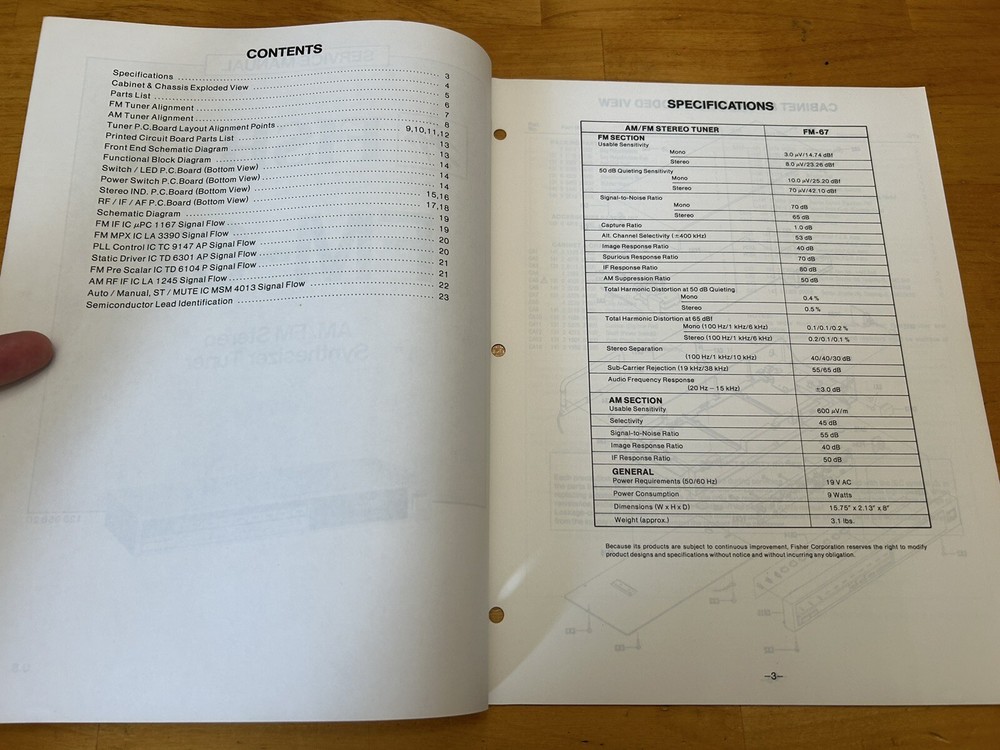 CONTENTS
Specifications 3
Cabinet & Chassis Exploded View 4
Parts List 5
FM Tuner Alignment 6
AM Tuner Alignment 7
Tuner P.C.Board Layout Alignment Points 8
Printed Circuit Board Parts List 9,10,11,12
Front End Schematic Diagram 13
Functional Block Diagram 13
Switch / LED P.C.Board (Bottom View) 14
Power Switch P.C.Board (Bottom View) 14
Stereo IND. P.C.Board (Bottom View) 14
RF / IF / AF P.C.Board (Bottom View) 15,16
Schematic Diagram 17,18
FM IF IC µPC 1167 Signal Flow 19
FM MPX IC LA 3390 Signal Flow 19
PLL Control IC TC 9147 AP Signal Flow 20
Static Driver IC TD 6301 AP Signal Flow 20
FM Pre Scalar IC TD 6104 P Signal Flow 21
AM RF IF IC LA 1245 Signal Flow 21
Auto / Manual, ST / MUTE IC MSM 4013 Signal Flow 22
Semiconductor Lead Identification 23
SPECIFICATIONS
AM/FM STEREO TUNER FM-67
FM SECTION
Usable Sensitivity
Mono 3.0 µV/14.74 dBf
Stereo 8.0 µV/23.26 dBf
50 dB Quieting Sensitivity
Mono 10.0 µV/25.20 dBf
Stereo 70 µV/42.10 dBf
Signal-to-Noise Ratio
Mono 70 dB
Stereo 65 dB
Capture Ratio 1.0 dB
Alt. Channel Selectivity (±400 kHz) 53 dB
Image Response Ratio 40 dB
Spurious Response Ratio 70 dB
IF Response Ratio 80 dB
AM Suppression Ratio 50 dB
Total Harmonic Distortion at 50 dB Quieting
Mono 0.4 %
Stereo 0.5 %
Total Harmonic Distortion at 65 dBf
Mono (100 Hz/1 kHz/6 kHz) 0.1/0.1/0.2 %
Stereo (100 Hz/1 kHz/6 kHz) 0.2/0.1/0.1 %
Stereo Separation
(100 Hz/1 kHz/10 kHz) 40/40/30 dB
Sub-Carrier Rejection (19 kHz/38 kHz) 55/65 dB
Audio Frequency Response
(20 Hz – 15 kHz) ±3.0 dB
AM SECTION
Usable Sensitivity 600 µV/m
Selectivity 45 dB
Signal-to-Noise Ratio 55 dB
Image Response Ratio 40 dB
IF Response Ratio 50 dB
GENERAL
Power Requirements (50/60 Hz) 19 V AC
Power Consumption 9 Watts
Dimensions (W x H x D) 15.75" x 2.13" x 8"
Weight (approx.) 3.1 lbs.
Because its products are subject to continuous improvement, Fisher Corporation reserves the right to modify
product designs and specifications without notice and without incurring any obligation.
–3–